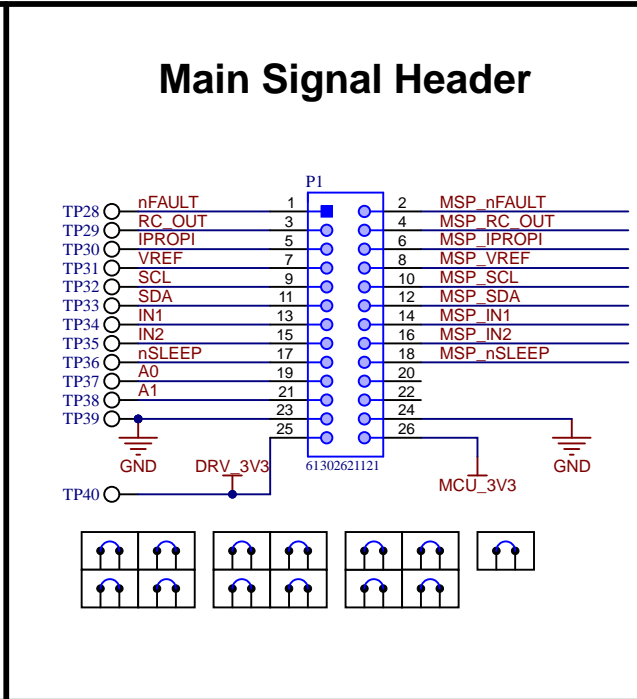 Main Signal Header
P1
TP28 nFAULT 1 2 MSP_nFAULT
TP29 RC_OUT 3 4 MSP_RC_OUT
TP30 IPROPI 5 6 MSP_IPROPI
TP31 VREF 7 8 MSP_VREF
TP32 SCL 9 10 MSP_SCL
TP33 SDA 11 12 MSP_SDA
TP34 IN1 13 14 MSP_IN1
TP35 IN2 15 16 MSP_IN2
TP36 nSLEEP 17 18 MSP_nSLEEP
TP37 A0 19 20
TP38 A1 21 22
TP39 23 24
25 26
GND DRV_3V3 61302621121 GND
MCU_3V3
TP40